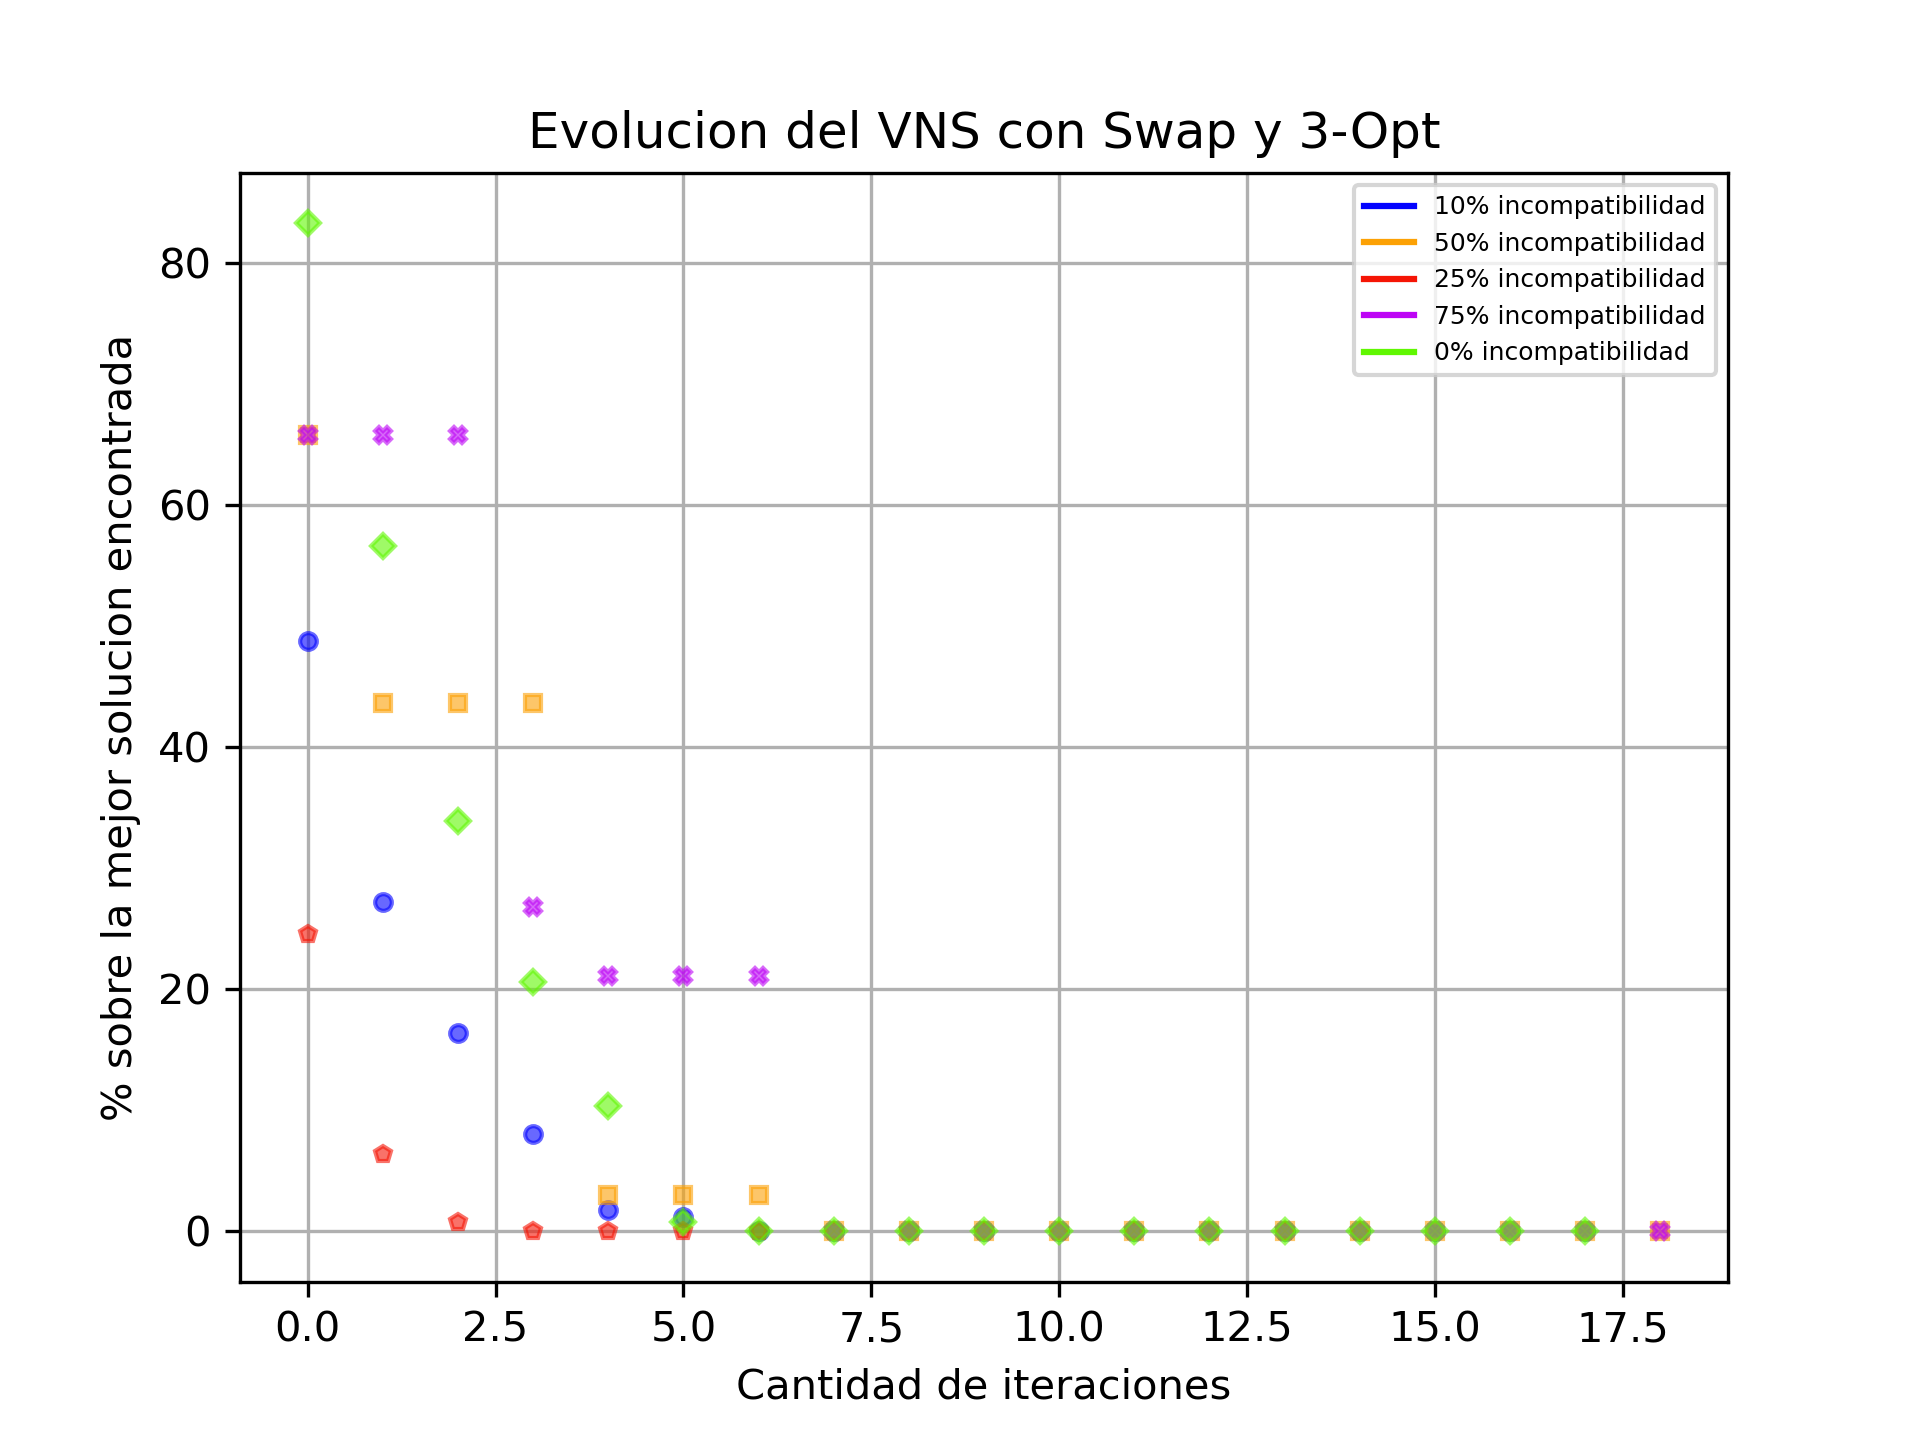 Evolucion del VNS con Swap y 3-Opt
10% incompatibilidad
50% incompatibilidad
25% incompatibilidad
75% incompatibilidad
0% incompatibilidad
% sobre la mejor solucion encontrada
80
60
40
20
0
0.0 2.5 5.0 7.5 10.0 12.5 15.0 17.5
Cantidad de iteraciones